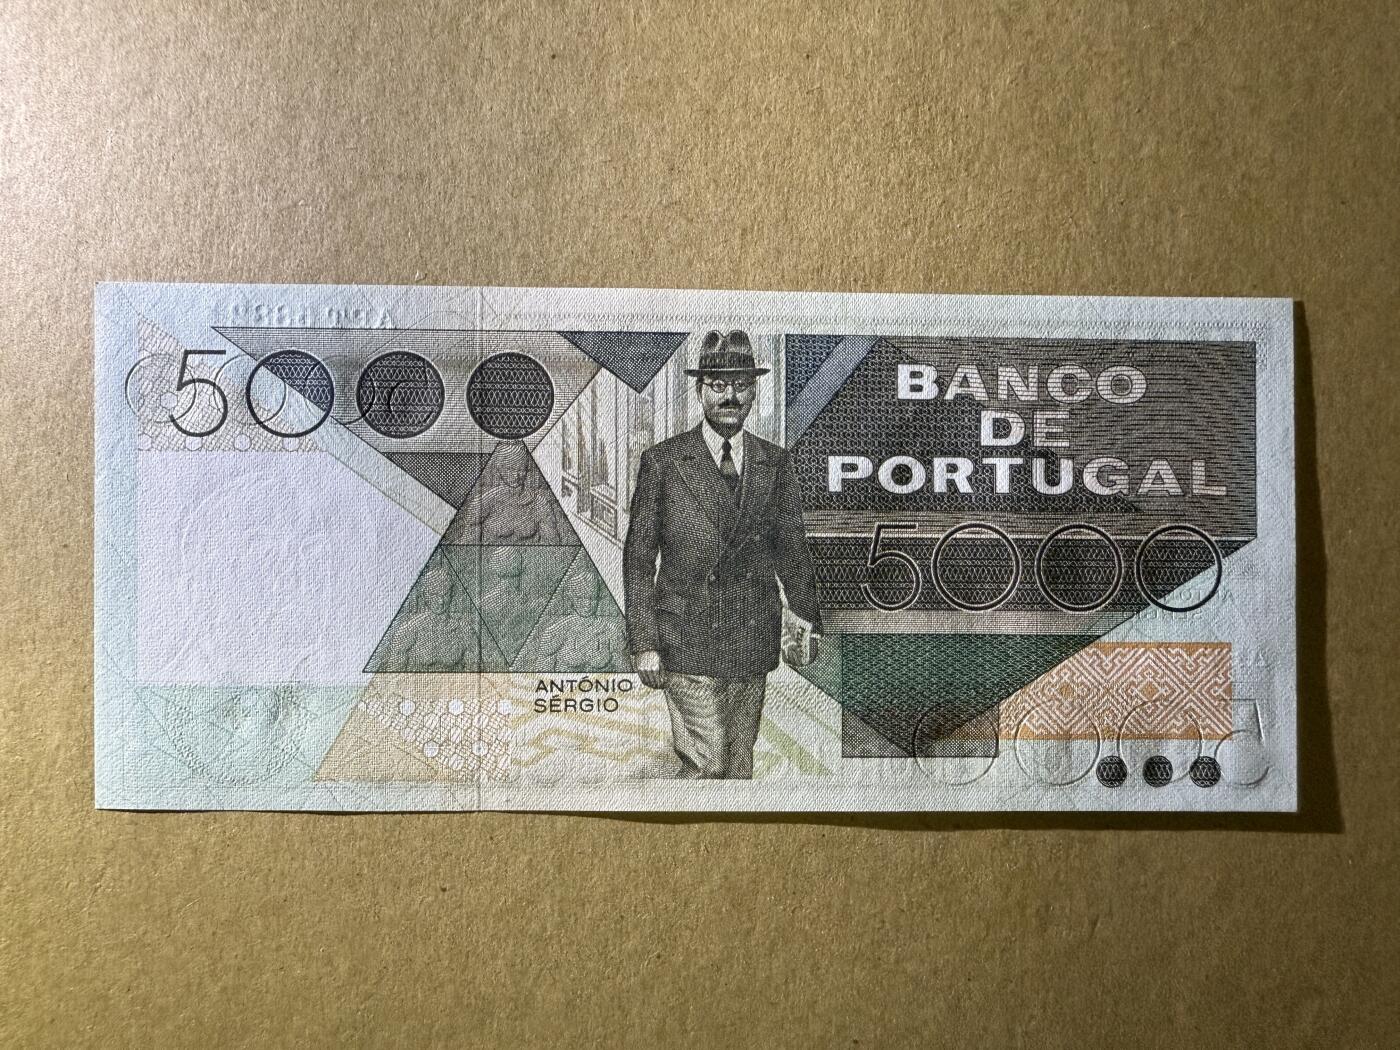 5000
BANCO
DE
PORTUGAL
5000
ANTÓNIO
SÉRGIO